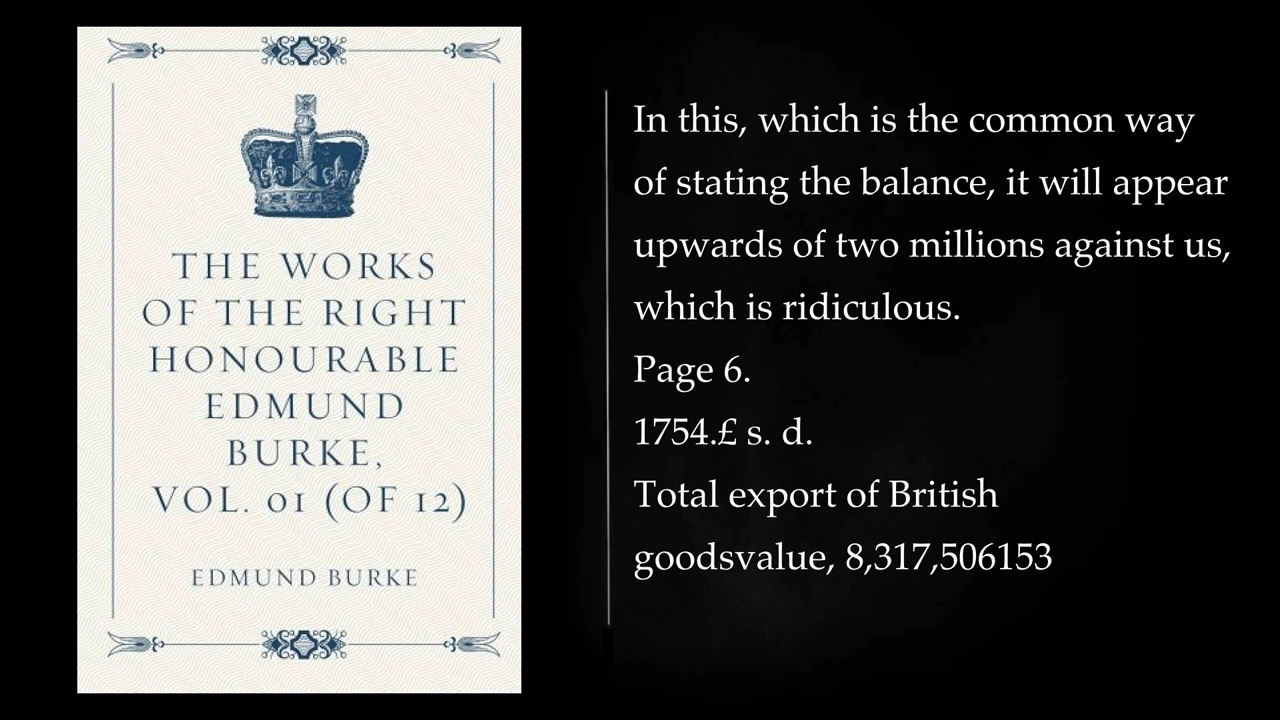 THE WORKS
OF THE RIGHT
HONOURABLE
EDMUND
BURKE,
VOL. 01 (OF 12)
EDMUND BURKE
In this, which is the common way
of stating the balance, it will appear
upwards of two millions against us,
which is ridiculous.
Page 6.
1754.£ s. d.
Total export of British
goodsvalue, 8,317,506153